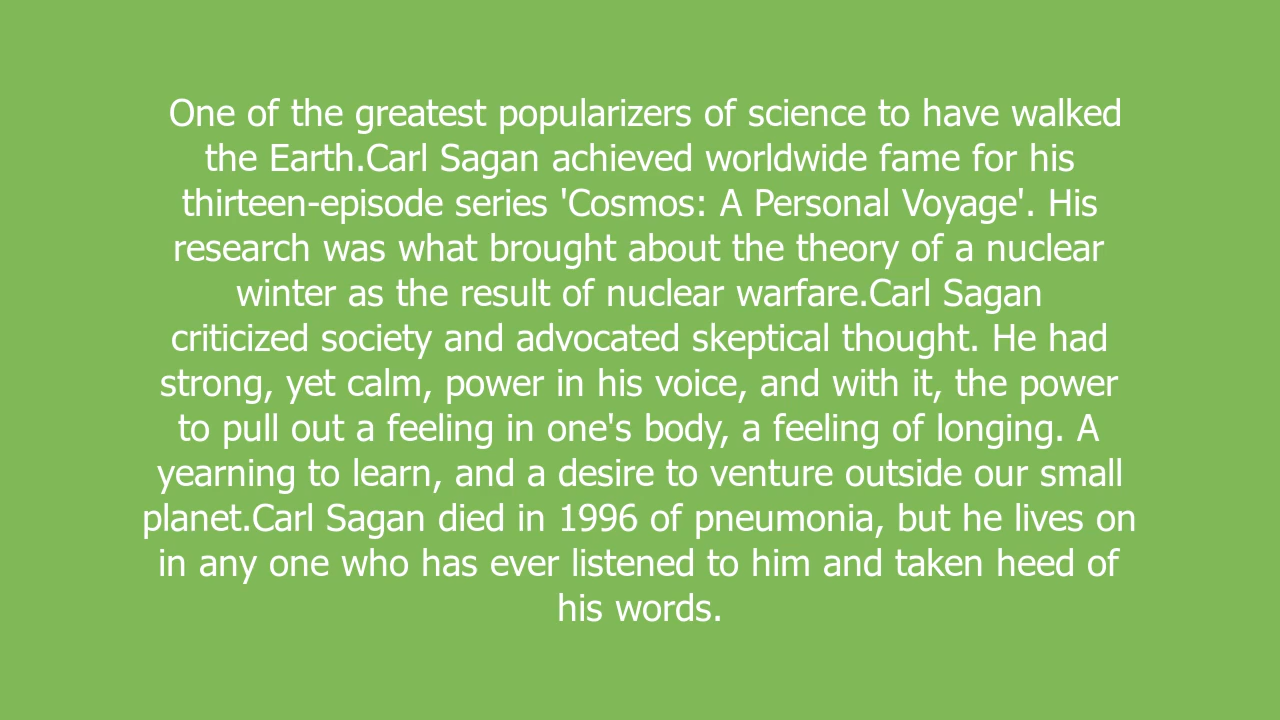 One of the greatest popularizers of science to have walked
the Earth.Carl Sagan achieved worldwide fame for his
thirteen-episode series 'Cosmos: A Personal Voyage'. His
research was what brought about the theory of a nuclear
winter as the result of nuclear warfare.Carl Sagan
criticized society and advocated skeptical thought. He had
strong, yet calm, power in his voice, and with it, the power
to pull out a feeling in one's body, a feeling of longing. A
yearning to learn, and a desire to venture outside our small
planet.Carl Sagan died in 1996 of pneumonia, but he lives on
in any one who has ever listened to him and taken heed of
his words.